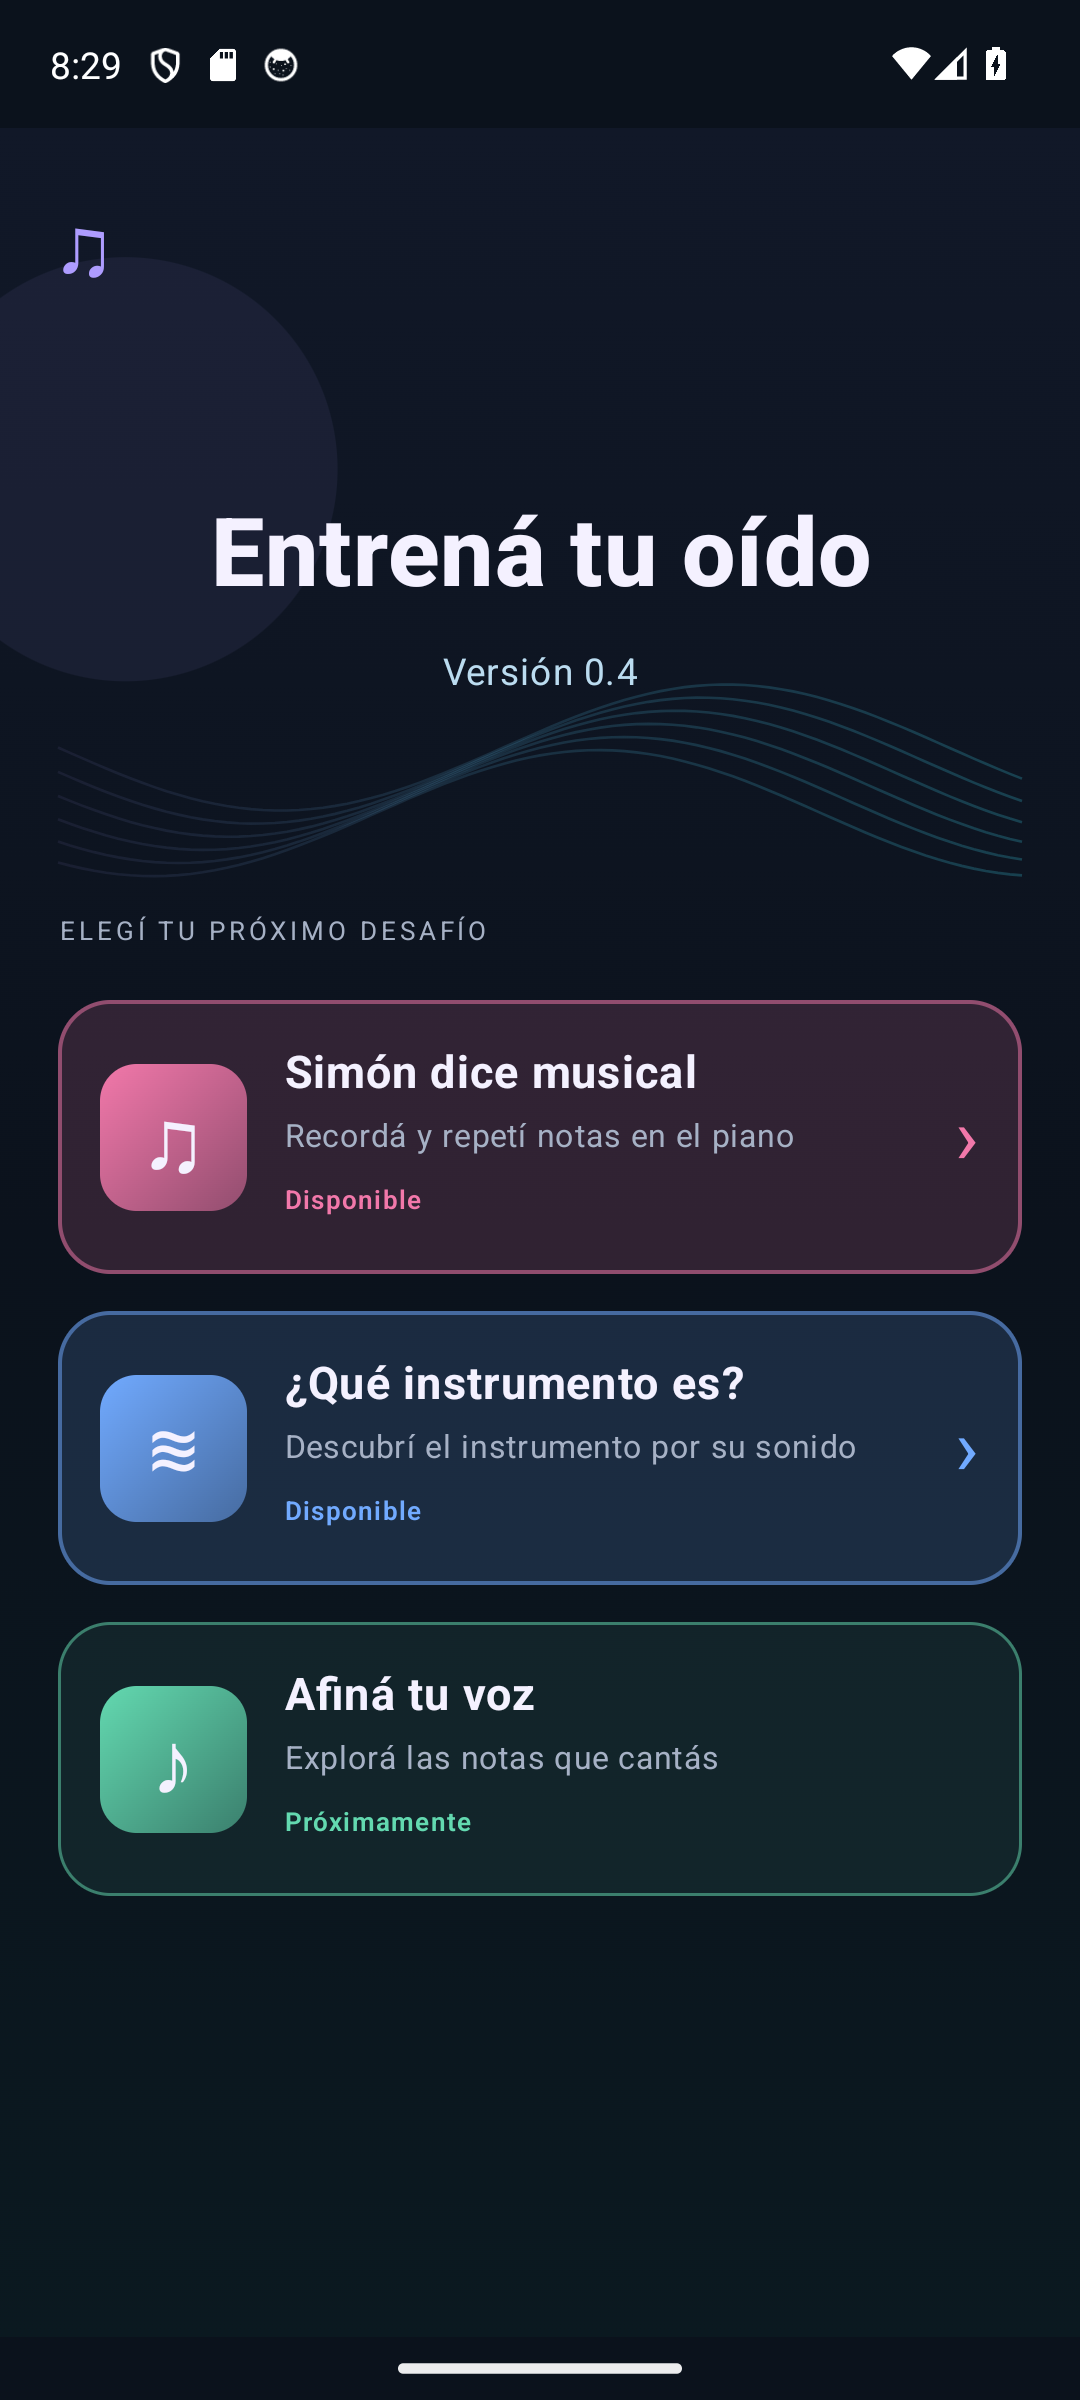 8:29
Entrená tu oído
Versión 0.4
ELEGÍ TU PRÓXIMO DESAFÍO
Simón dice musical
Recordá y repetí notas en el piano
Disponible
¿Qué instrumento es?
Descubrí el instrumento por su sonido
Disponible
Afiná tu voz
Explorá las notas que cantás
Próximamente